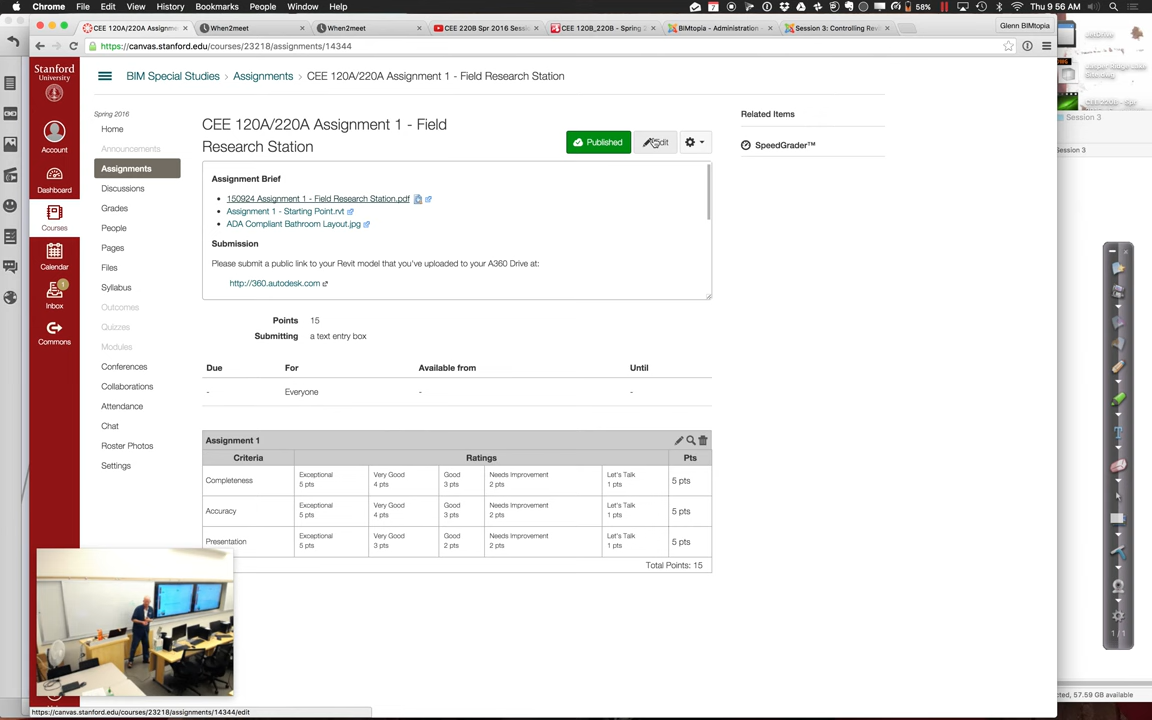 Chrome File Edit View History Bookmarks People Window Help
58% Thu 9:56 AM
CEE 120A/220A Assignment
When2meet
When2meet
CEE 220B Spr 2016 Sessi
CEE 120B_220B - Spring
BIMtopia - Administration
Session 3: Controlling Rev
Glenn BIMtopia
https://canvas.stanford.edu/courses/23218/assignments/14344
Stanford
University
Account
Dashboard
Courses
Calendar
1
Inbox
Commons
BIM Special Studies
Assignments
CEE 120A/220A Assignment 1 - Field Research Station
Spring 2016
Home
Announcements
Assignments
Discussions
Grades
People
Pages
Files
Syllabus
Outcomes
Quizzes
Modules
Conferences
Collaborations
Attendance
Chat
Roster Photos
Settings
CEE 120A/220A Assignment 1 - Field
Research Station
Published
Edit
Assignment Brief
150924 Assignment 1 - Field Research Station.pdf
Assignment 1 - Starting Point.rvt
ADA Compliant Bathroom Layout.jpg
Submission
Please submit a public link to your Revit model that you've uploaded to your A360 Drive at:
http://360.autodesk.com
Points 15
Submitting a text entry box
Due For Available from Until
- Everyone - -
Assignment 1
Criteria Ratings Pts
Completeness
Exceptional
5 pts
Very Good
4 pts
Good
3 pts
Needs Improvement
2 pts
Let's Talk
1 pts
5 pts
Accuracy
Exceptional
5 pts
Very Good
4 pts
Good
3 pts
Needs Improvement
2 pts
Let's Talk
1 pts
5 pts
Presentation
Exceptional
5 pts
Very Good
3 pts
Good
2 pts
Needs Improvement
2 pts
Let's Talk
1 pts
5 pts
Total Points: 15
Related Items
SpeedGrader™
Session 3
1 / 1
57.59 GB available
https://canvas.stanford.edu/courses/23218/assignments/14344/edit